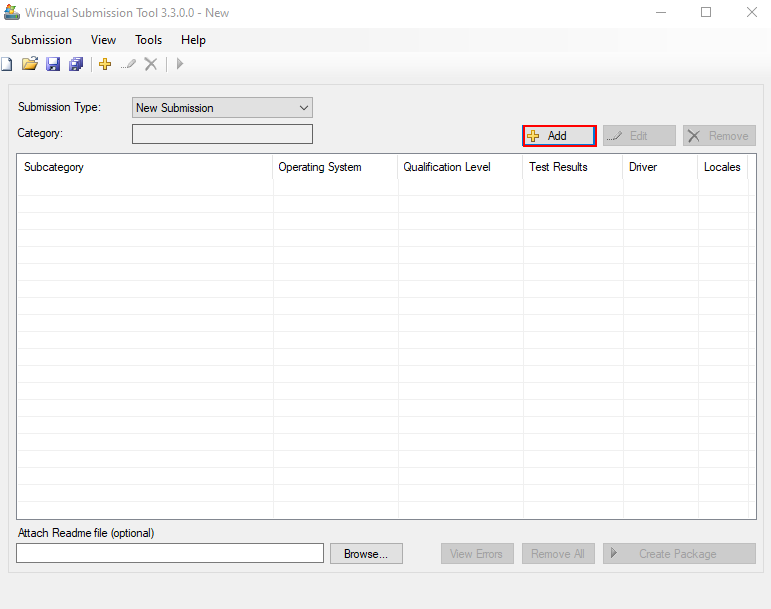 Winqual Submission Tool 3.3.0.0 - New
Submission View Tools Help
Submission Type: New Submission
Category:
Add Edit Remove
Subcategory Operating System Qualification Level Test Results Driver Locales
Attach Readme file (optional)
Browse... View Errors Remove All Create Package